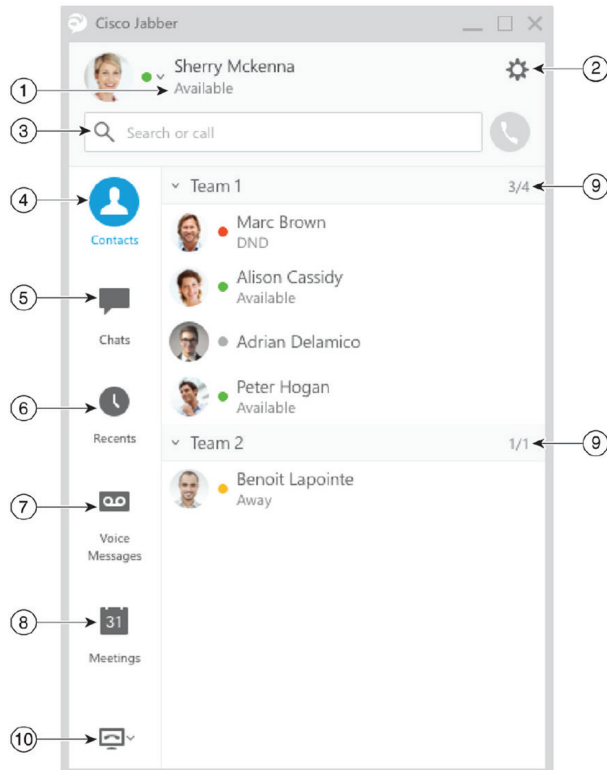 Cisco Jabber
Sherry Mckenna
2
1
Available
3
Search or call
4
Team 1
3/4
9
Contacts
Marc Brown
DND
5
Alison Cassidy
Available
Chats
Adrian Delamico
6
Peter Hogan
Available
Recents
Team 2
1/1
9
7
Benoit Lapointe
Away
Voice
Messages
8
31
Meetings
10